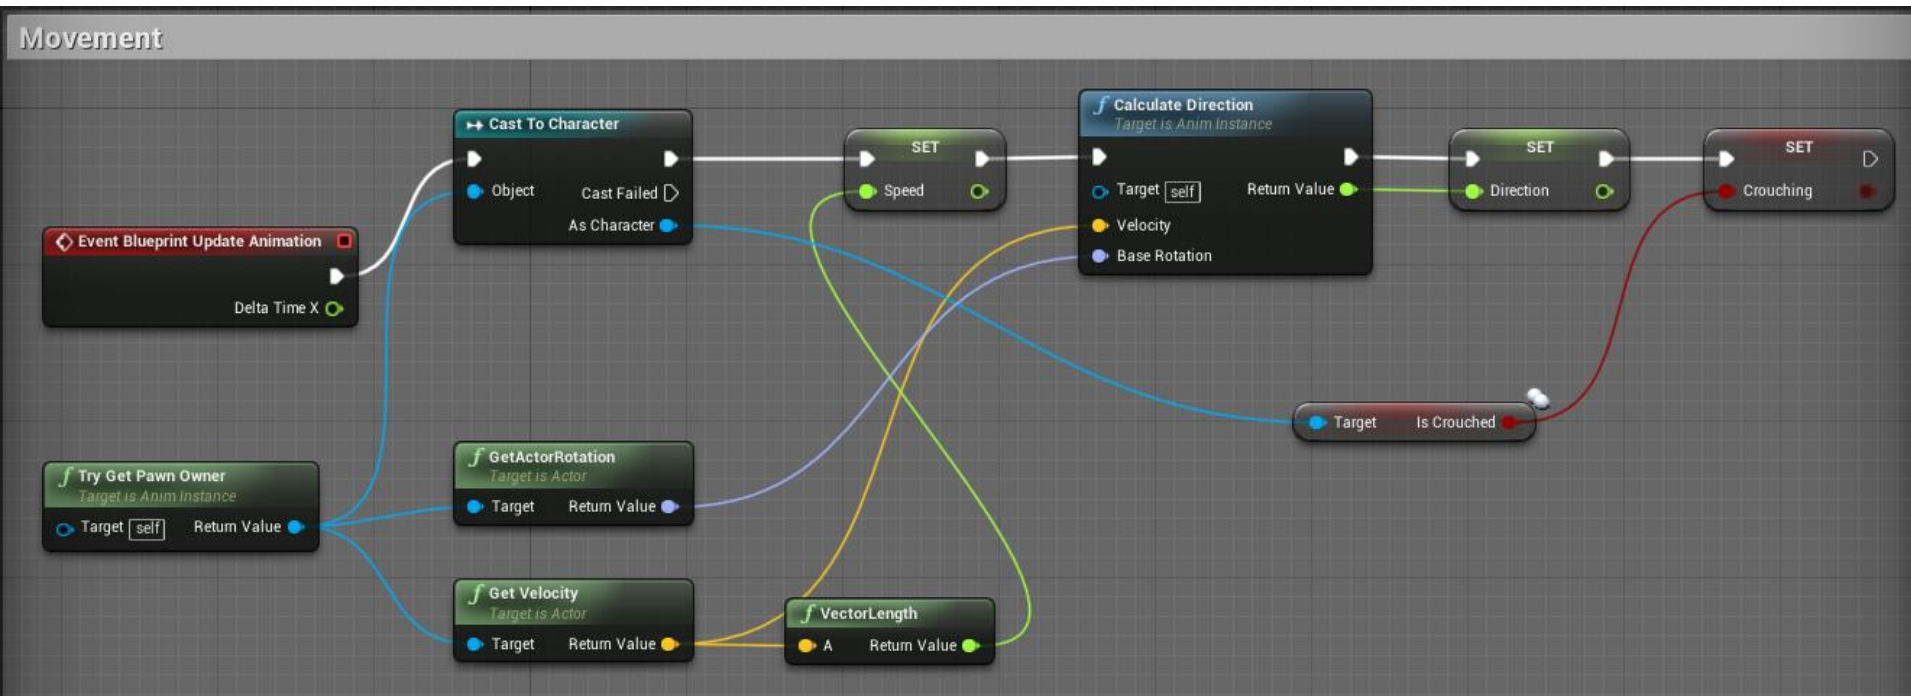 Movement
Event Blueprint Update Animation
Delta Time X
Try Get Pawn Owner
Target is Anim Instance
Target self Return Value
Cast To Character
Object Cast Failed
As Character
GetActorRotation
Target is Actor
Target Return Value
Get Velocity
Target is Actor
Target Return Value
VectorLength
A Return Value
SET
Speed
Calculate Direction
Target is Anim Instance
Target self Return Value
Velocity
Base Rotation
Target Is Crouched
SET
Direction
SET
Crouching